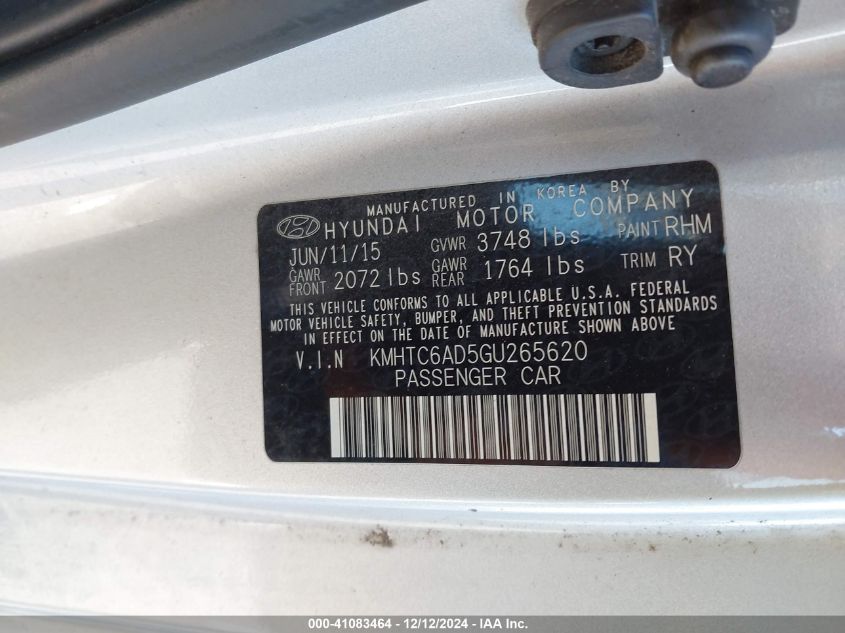 MANUFACTURED IN KOREA BY
HYUNDAI MOTOR COMPANY
JUN/11/15 GVWR 3748 lbs PAINT RHM
GAWR FRONT 2072 lbs GAWR REAR 1764 lbs TRIM RY
THIS VEHICLE CONFORMS TO ALL APPLICABLE U.S.A. FEDERAL
MOTOR VEHICLE SAFETY, BUMPER, AND THEFT PREVENTION STANDARDS
IN EFFECT ON THE DATE OF MANUFACTURE SHOWN ABOVE
V.I.N KMHTC6AD5GU265620
PASSENGER CAR
000-41083464 - 12/12/2024 - IAA Inc.